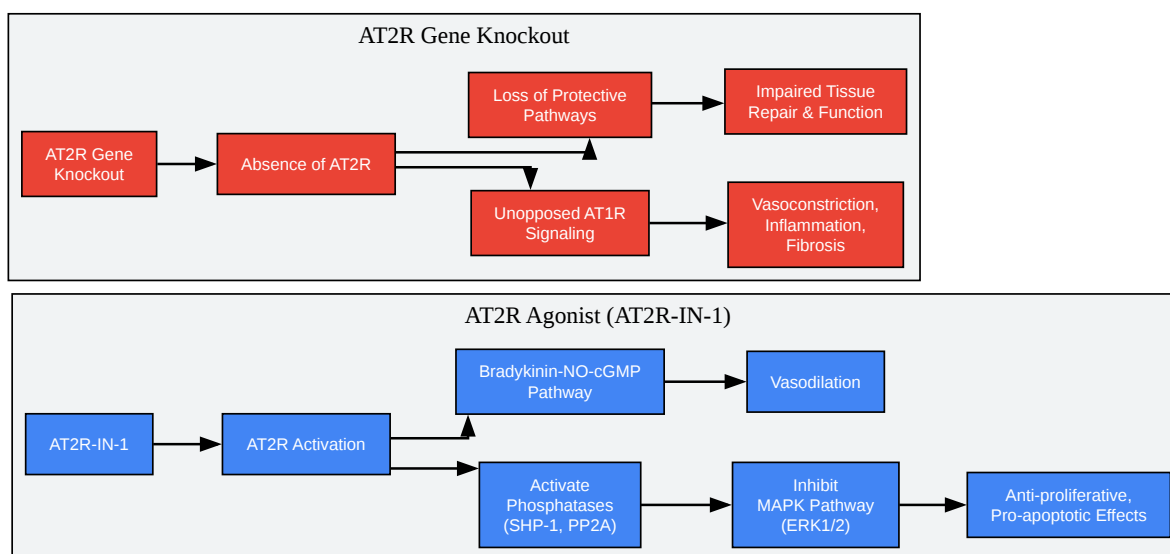 AT2R Gene Knockout
AT2R Gene
Knockout
Absence of AT2R
Loss of Protective
Pathways
Impaired Tissue
Repair & Function
Unopposed AT1R
Signaling
Vasoconstriction,
Inflammation,
Fibrosis
AT2R Agonist (AT2R-IN-1)
AT2R-IN-1
AT2R Activation
Bradykinin-NO-cGMP
Pathway
Vasodilation
Activate
Phosphatases
(SHP-1, PP2A)
Inhibit
MAPK Pathway
(ERK1/2)
Anti-proliferative,
Pro-apoptotic Effects